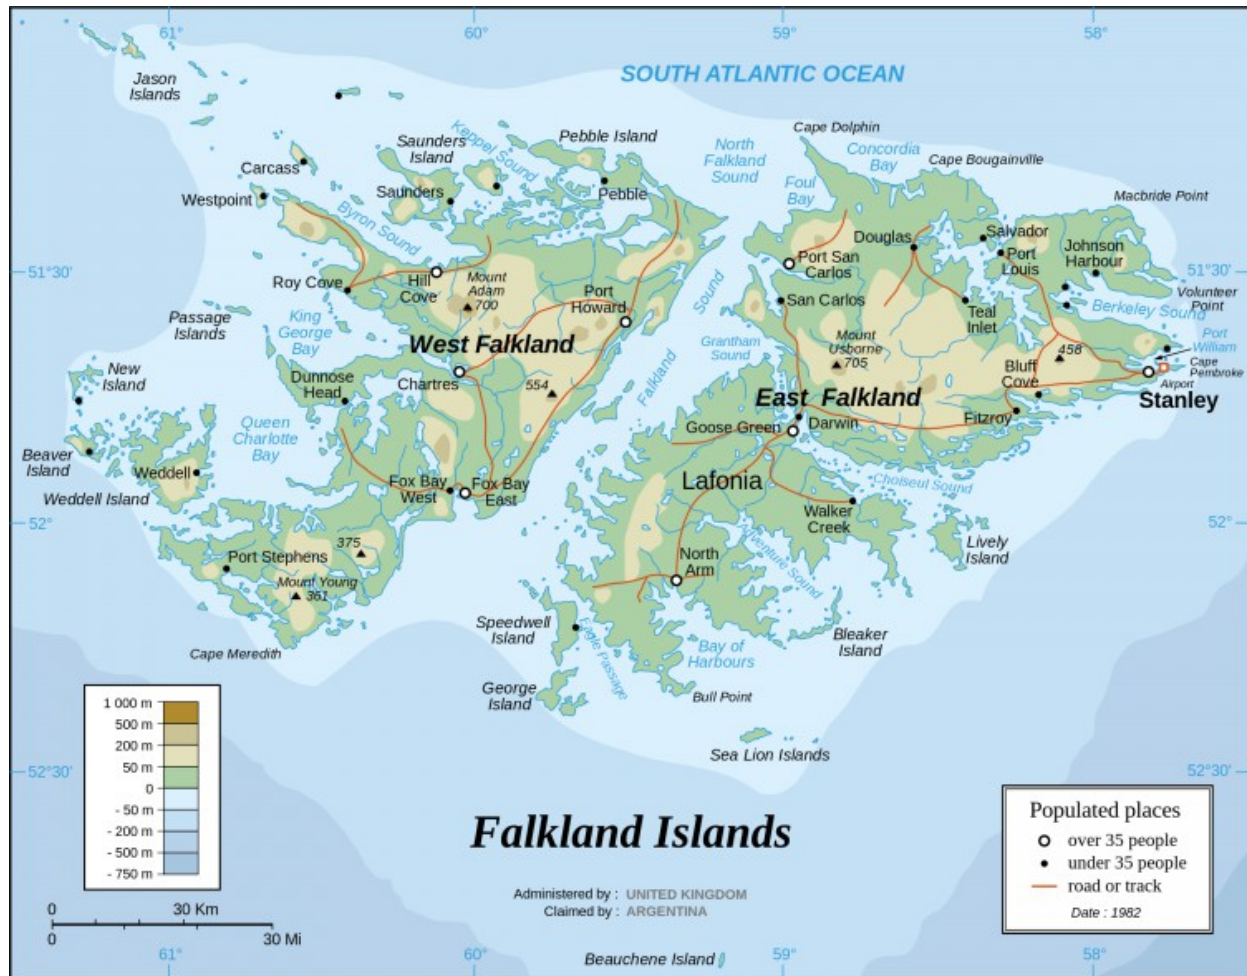 61°
60°
59°
58°
SOUTH ATLANTIC OCEAN
Jason
Islands
Cape Dolphin
Keppel Sound
Pebble Island
Saunders
Island
North
Falkland
Sound
Concordia
Bay
Cape Bougainville
Carcass
Foul
Bay
Westpoint
Saunders
Pebble
Macbride Point
Byron Sound
Douglas
Salvador
Port
Louis
Johnson
Harbour
51°30'
Roy Cove
Hill
Cove
Mount
Adam
700
Port
Howard
Port San
Carlos
51°30'
San Carlos
Teal
Inlet
Volunteer
Point
Berkeley Sound
Passage
Islands
King
George
Bay
West Falkland
Falkland
Sound
Grantham
Sound
Mount
Usborne
705
458
Port
William
New
Island
Dunnose
Head
Chartres
554
Bluff
Cove
Cape
Pembroke
Airport
Stanley
East Falkland
Fitzroy
Queen
Charlotte
Bay
Goose Green
Darwin
Beaver
Island
Weddell
Weddell Island
Fox Bay
West
Fox Bay
East
Lafonia
Choiseul Sound
Walker
Creek
52°
52°
375
Port Stephens
Mount Young
361
North
Arm
Adventure Sound
Lively
Island
Speedwell
Island
Eagle Passage
Bay of
Harbours
Bleaker
Island
Cape Meredith
George
Island
Bull Point
Sea Lion Islands
52°30'
52°30'
1 000 m
500 m
200 m
50 m
0
- 50 m
- 200 m
- 500 m
- 750 m
Falkland Islands
Populated places
over 35 people
under 35 people
road or track
Date : 1982
Administered by : UNITED KINGDOM
Claimed by : ARGENTINA
0
30 Km
0
30 Mi
Beauchene Island
61°
60°
59°
58°